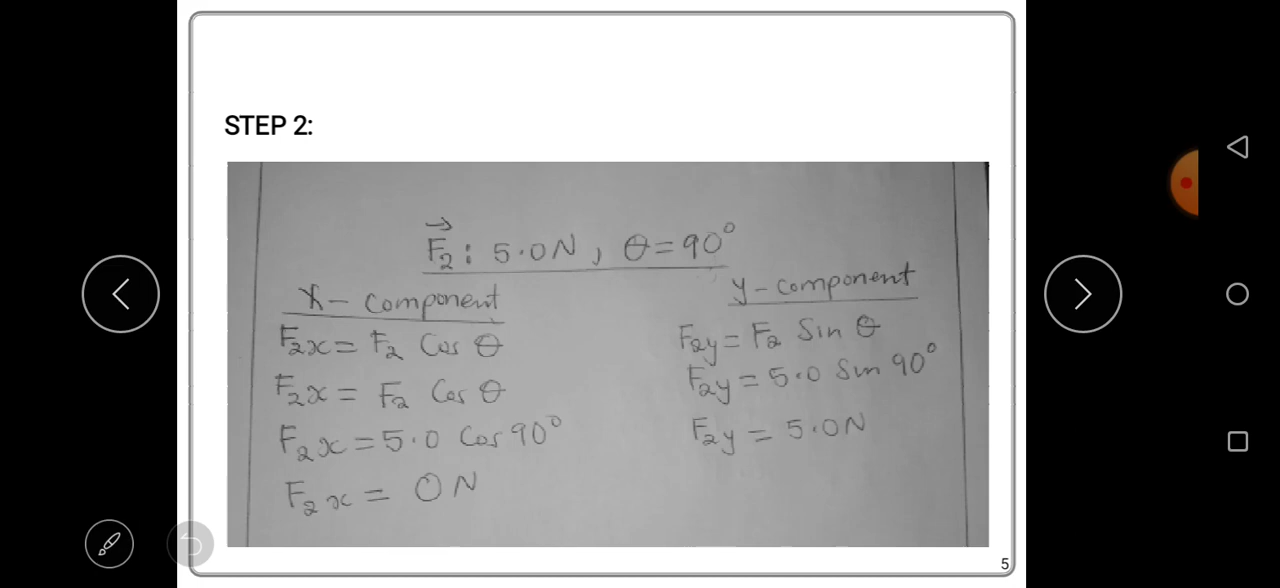 STEP 2:
F₂: 5.0N, θ=90°
x - component
F₂x = F₂ Cos θ
F₂x = F₂ Cos θ
F₂x = 5.0 Cos 90°
F₂x = 0N
y - component
F₂y = F₂ Sin θ
F₂y = 5.0 Sin 90°
F₂y = 5.0N
5